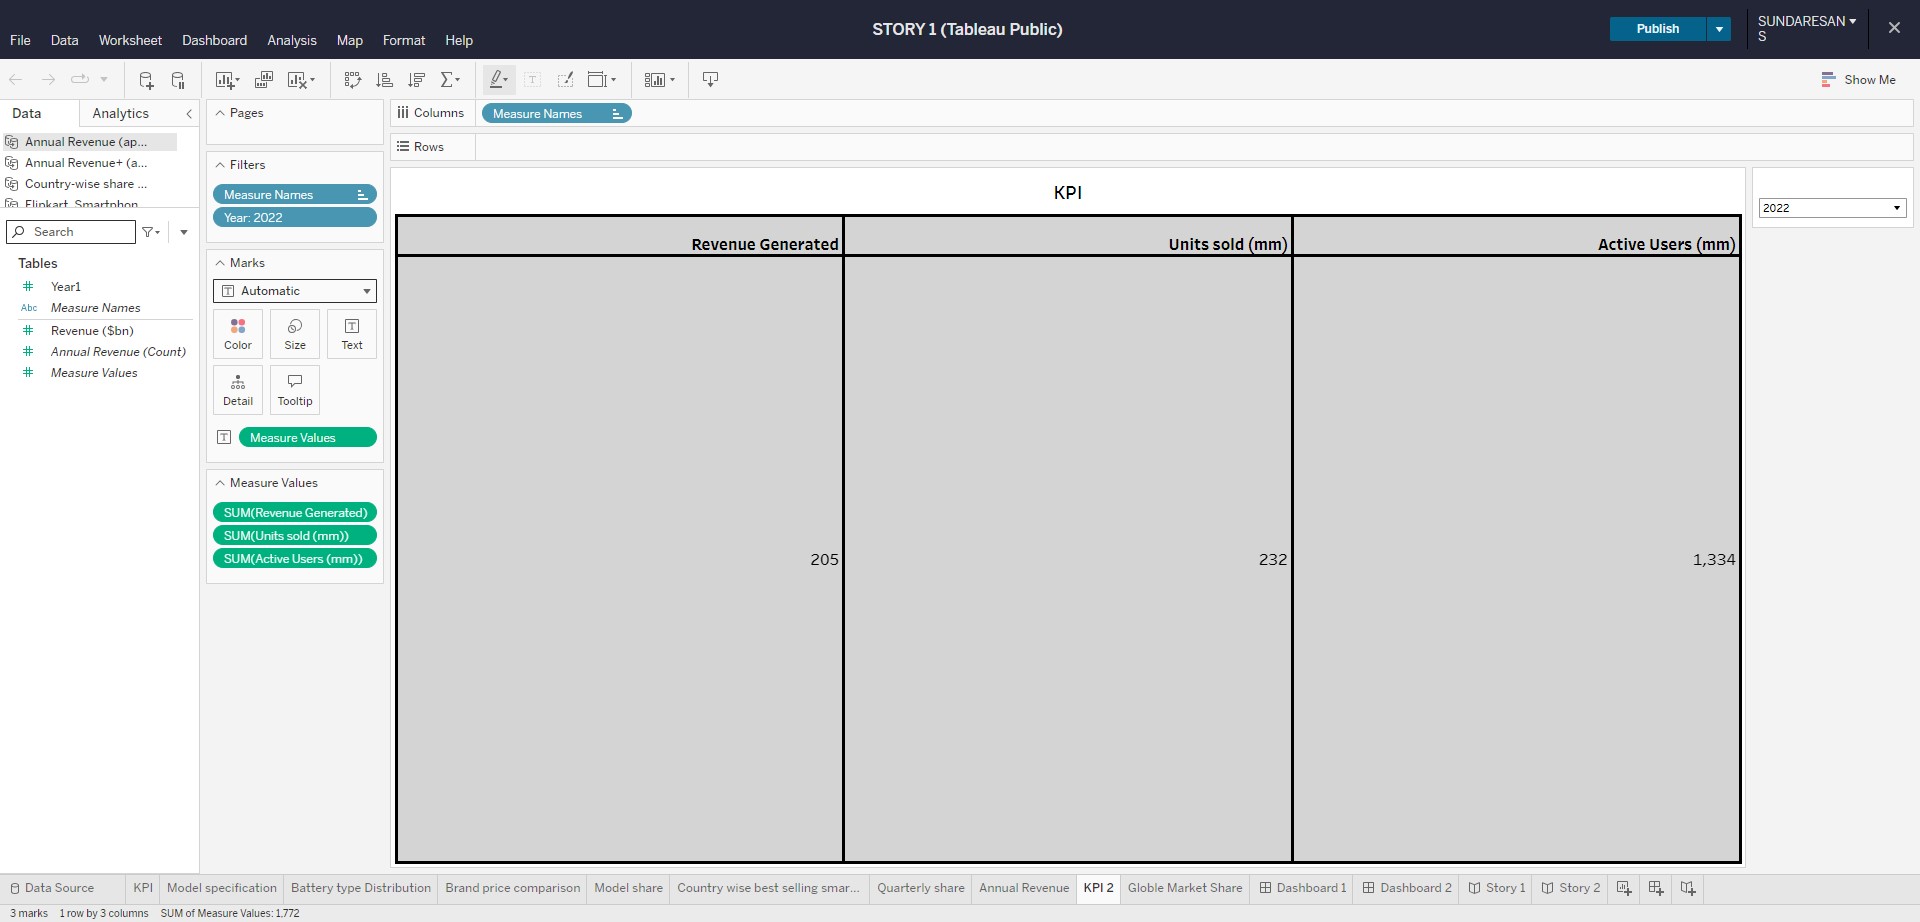 STORY 1 (Tableau Public)
Publish
SUNDARESAN
S
File Data Worksheet Dashboard Analysis Map Format Help
Show Me
Data Analytics
Annual Revenue (ap...
Annual Revenue+ (a...
Country-wise share ...
Flipkart_Smartphon...
Search
Tables
Year1
Abc Measure Names
Revenue ($bn)
Annual Revenue (Count)
Measure Values
Pages
Filters
Measure Names
Year: 2022
Marks
Automatic
Color Size Text
Detail Tooltip
Measure Values
Measure Values
SUM(Revenue Generated)
SUM(Units sold (mm))
SUM(Active Users (mm))
Columns Measure Names
Rows
KPI
Revenue Generated Units sold (mm) Active Users (mm)
205 232 1,334
2022
Data Source KPI Model specification Battery type Distribution Brand price comparison Model share Country wise best selling smar... Quarterly share Annual Revenue KPI 2 Globle Market Share Dashboard 1 Dashboard 2 Story 1 Story 2
3 marks 1 row by 3 columns SUM of Measure Values: 1,772